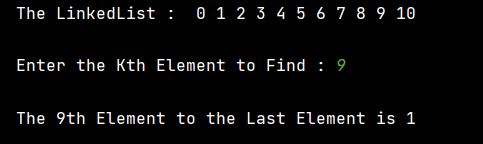 The LinkedList :  0 1 2 3 4 5 6 7 8 9 10
Enter the Kth Element to Find : 9
The 9th Element to the Last Element is 1